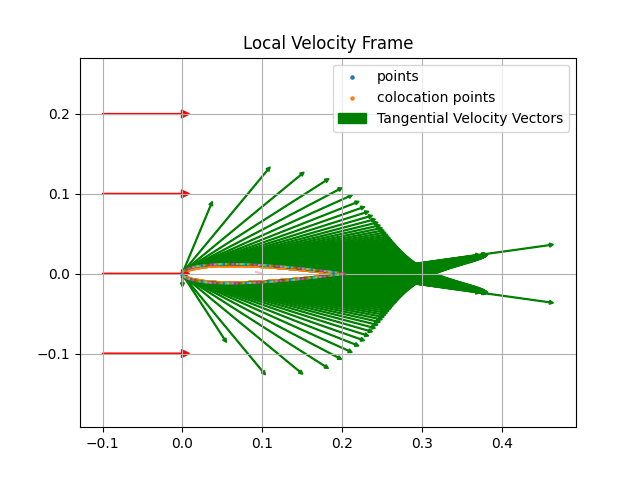 Local Velocity Frame
points
colocation points
Tangential Velocity Vectors
0.2
0.1
0.0
−0.1
−0.1 0.0 0.1 0.2 0.3 0.4